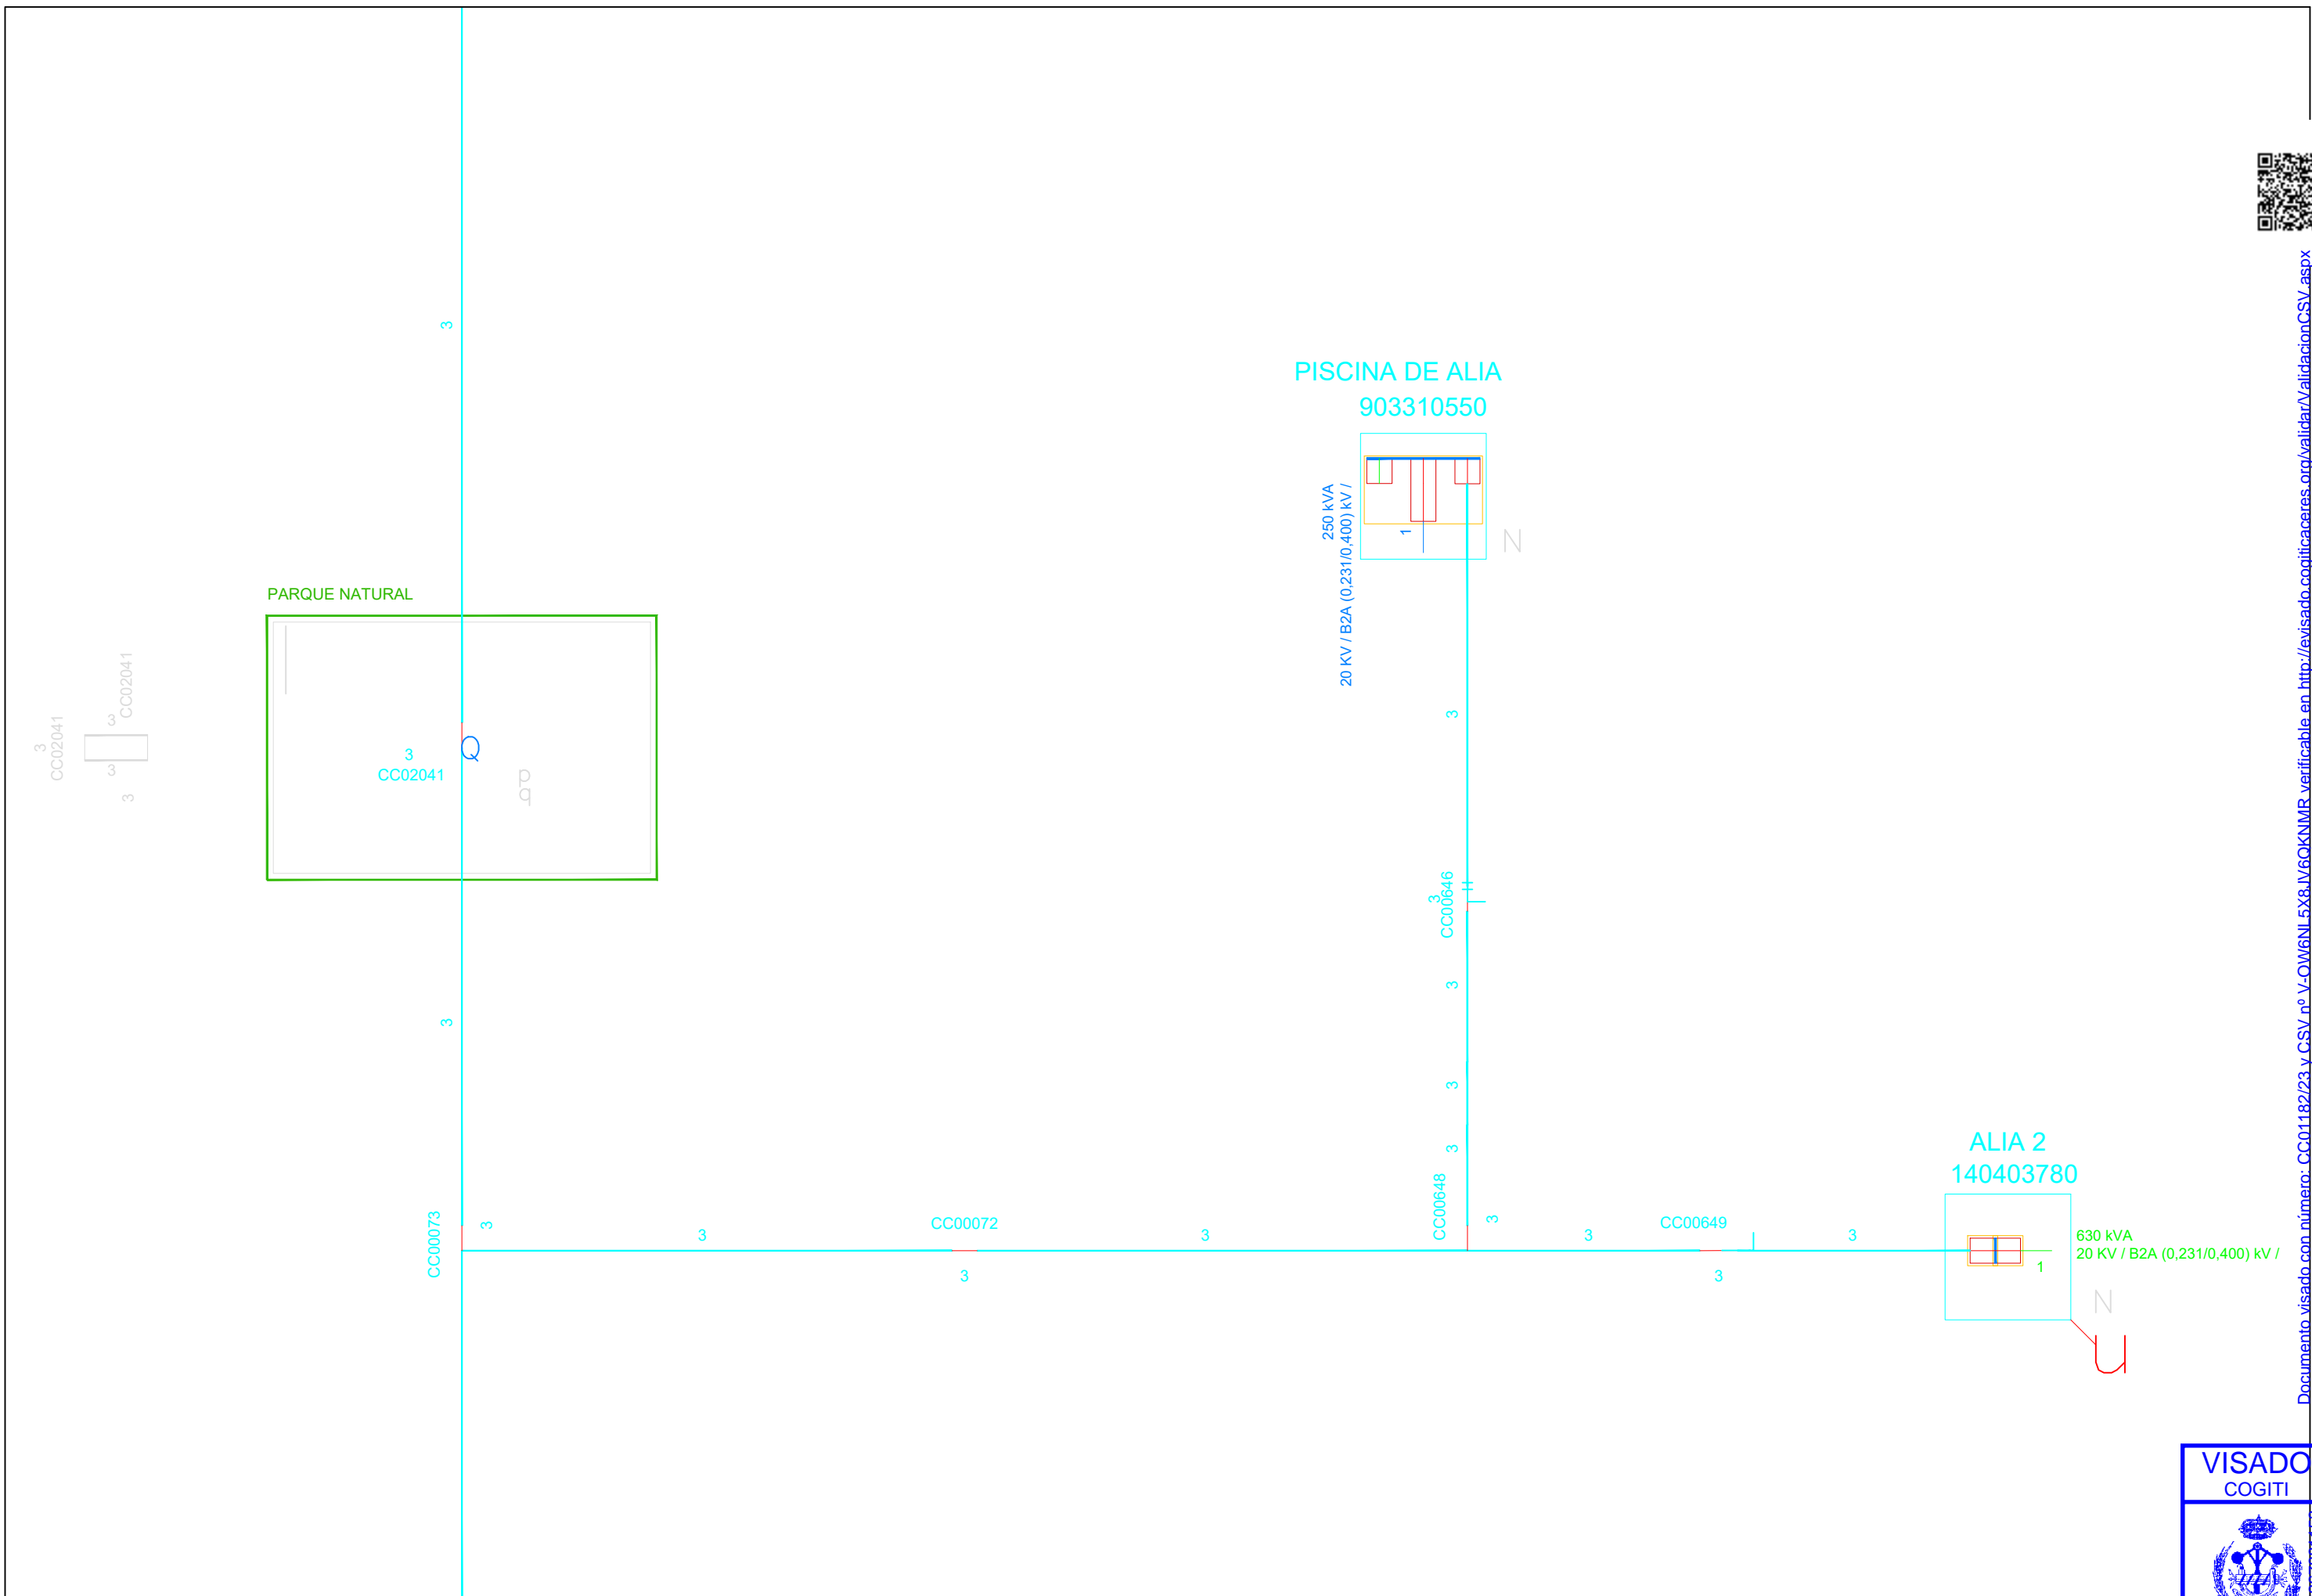 3
PISCINA DE ALIA
903310550
250 kVA
20 KV / B2A (0,231/0,400) kV /
1
N
PARQUE NATURAL
3
CC02041
3
CC02041
3
3
3
CC02041
Q
p
q
3
3
CC00646
3
3
3
3
CC00648
3
CC00073
3
3
CC00072
3
3
3
CC00649
3
3
ALIA 2
140403780
630 kVA
20 KV / B2A (0,231/0,400) kV /
1
N
U
Documento visado con número: CC01182/23 y CSV nº V-OW6NL5X8JV6QKNMR verificable en http://evisado.cogiticaceres.org/validar/ValidacionCSV.aspx
VISADO
COGITI